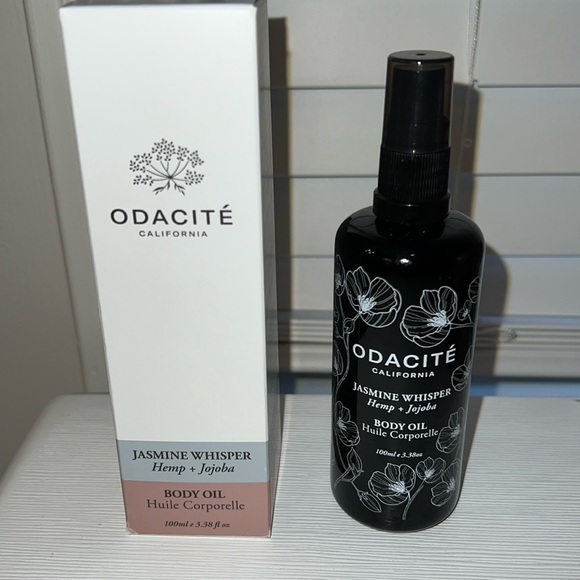 ODACITÉ
CALIFORNIA
JASMINE WHISPER
Hemp + Jojoba
BODY OIL
Huile Corporelle
100ml e 3.38 fl oz
ODACITÉ
CALIFORNIA
JASMINE WHISPER
Hemp + Jojoba
BODY OIL
Huile Corporelle
100ml e 3.38oz